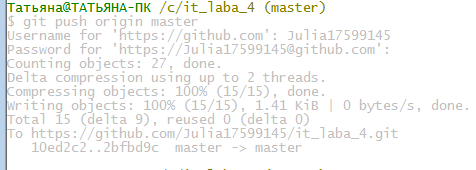 Татьяна@ТАТЬЯНА-ПК /c/it_laba_4 (master)
$ git push origin master
Username for 'https://github.com': Julia17599145
Password for 'https://Julia17599145@github.com':
Counting objects: 27, done.
Delta compression using up to 2 threads.
Compressing objects: 100% (15/15), done.
Writing objects: 100% (15/15), 1.41 KiB | 0 bytes/s, done.
Total 15 (delta 9), reused 0 (delta 0)
To https://github.com/Julia17599145/it_laba_4.git
   10ed2c2..2bfbd9c  master -> master